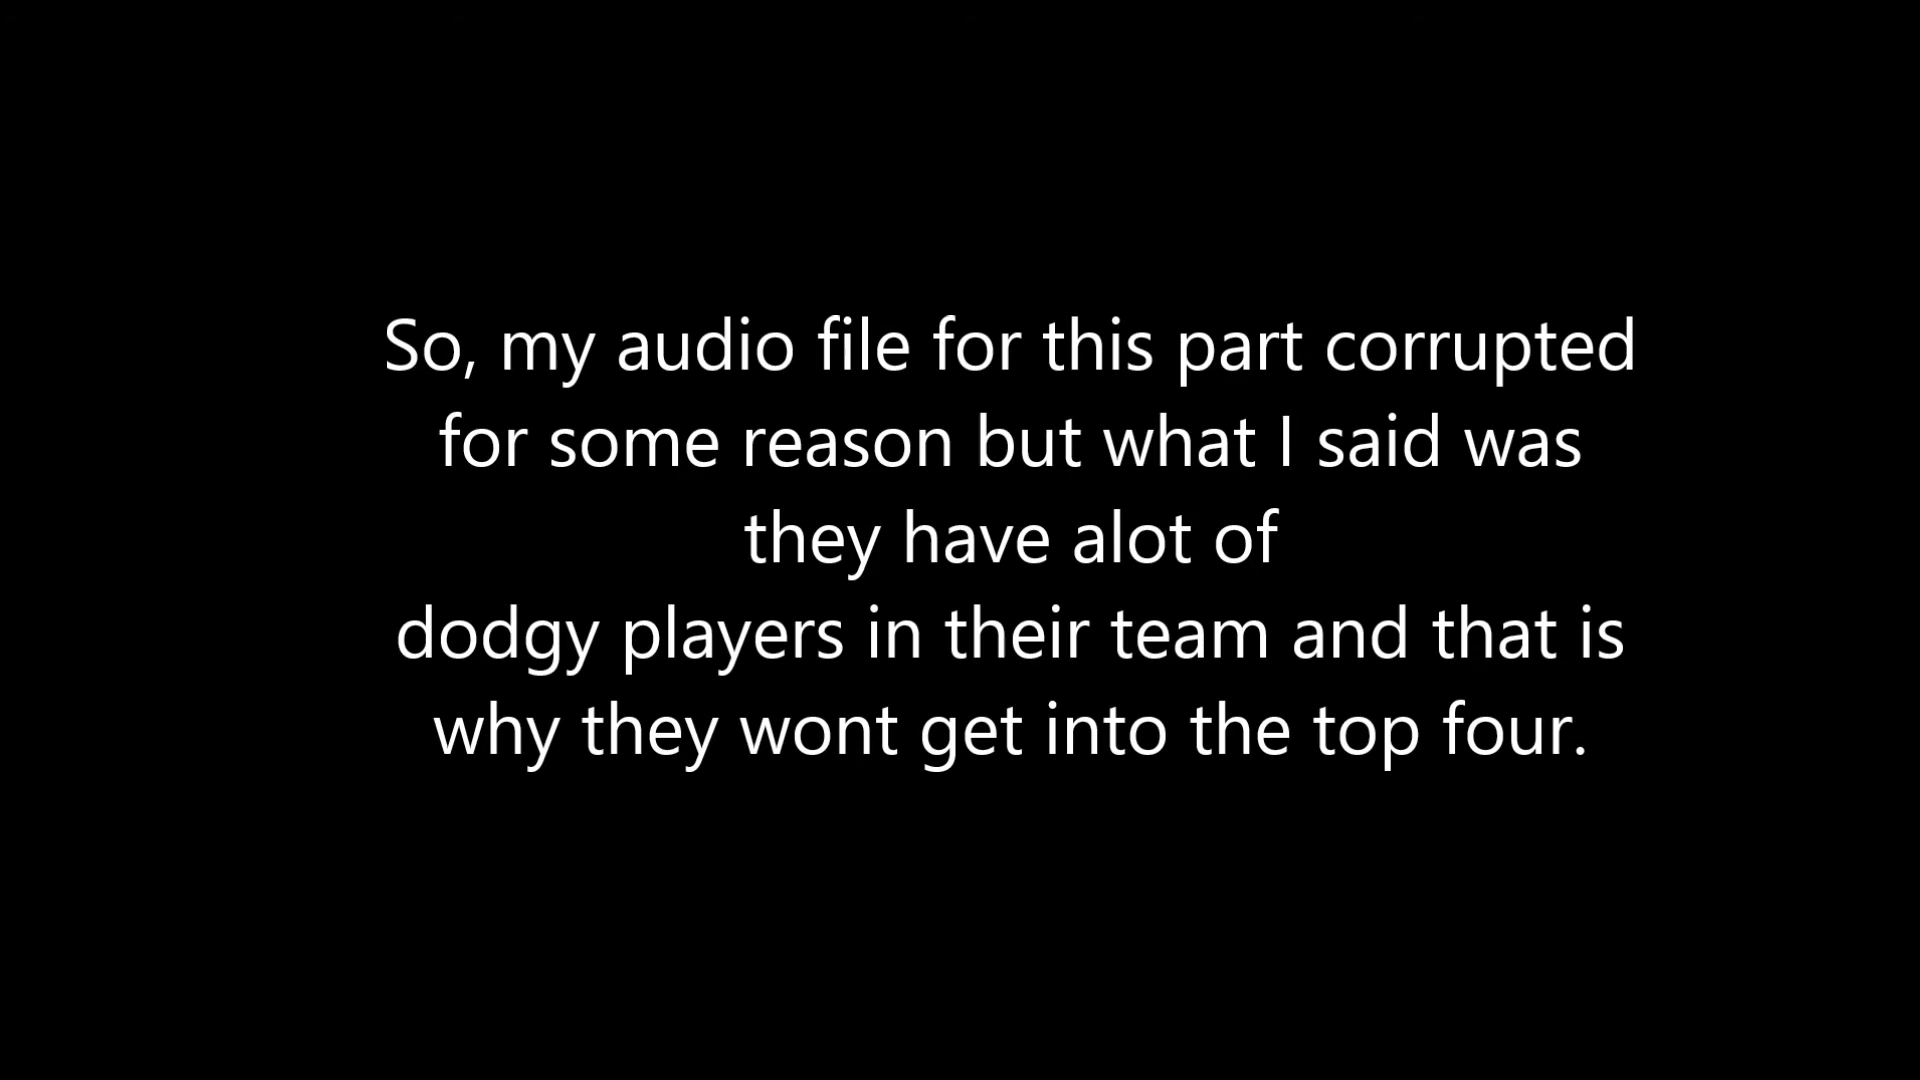 So, my audio file for this part corrupted
for some reason but what I said was
they have alot of
dodgy players in their team and that is
why they wont get into the top four.